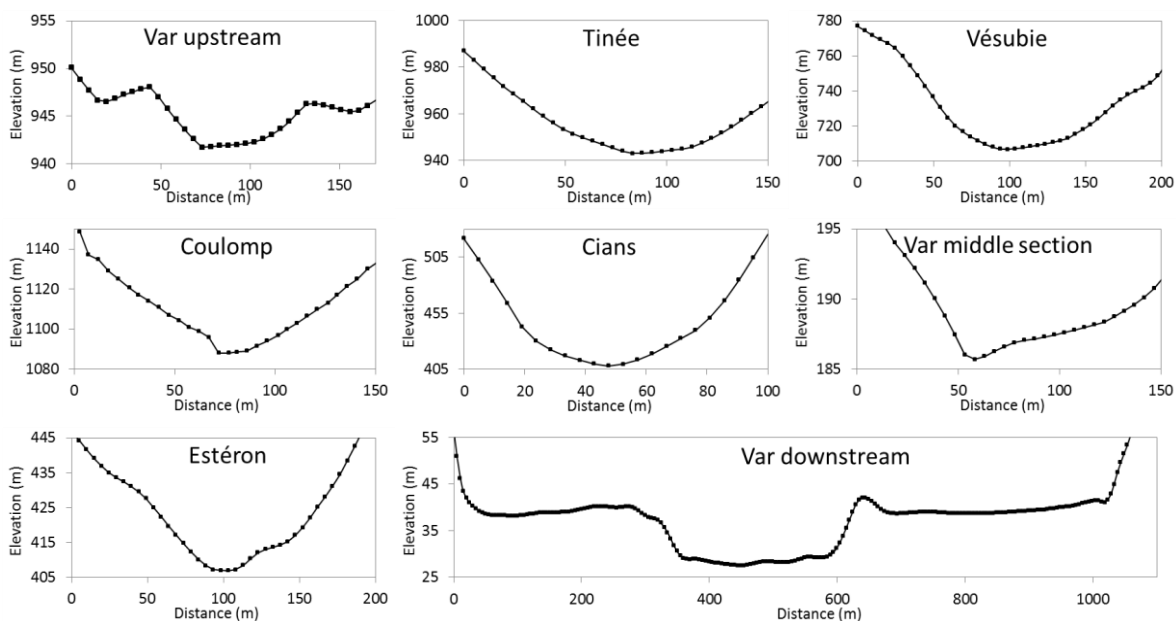 Var upstream
Elevation (m)
955
950
945
940
0 50 100 150
Distance (m)
Tinée
Elevation (m)
1000
980
960
940
0 50 100 150
Distance (m)
Vésubie
Elevation (m)
780
760
740
720
700
0 50 100 150 200
Distance (m)
Coulomp
Elevation (m)
1140
1120
1100
1080
0 50 100 150
Distance (m)
Cians
Elevation (m)
505
455
405
0 20 40 60 80 100
Distance (m)
Var middle section
Elevation (m)
195
190
185
0 50 100 150
Distance (m)
Estéron
Elevation (m)
445
435
425
415
405
0 50 100 150 200
Distance (m)
Var downstream
Elevation (m)
55
45
35
25
0 200 400 600 800 1000
Distance (m)